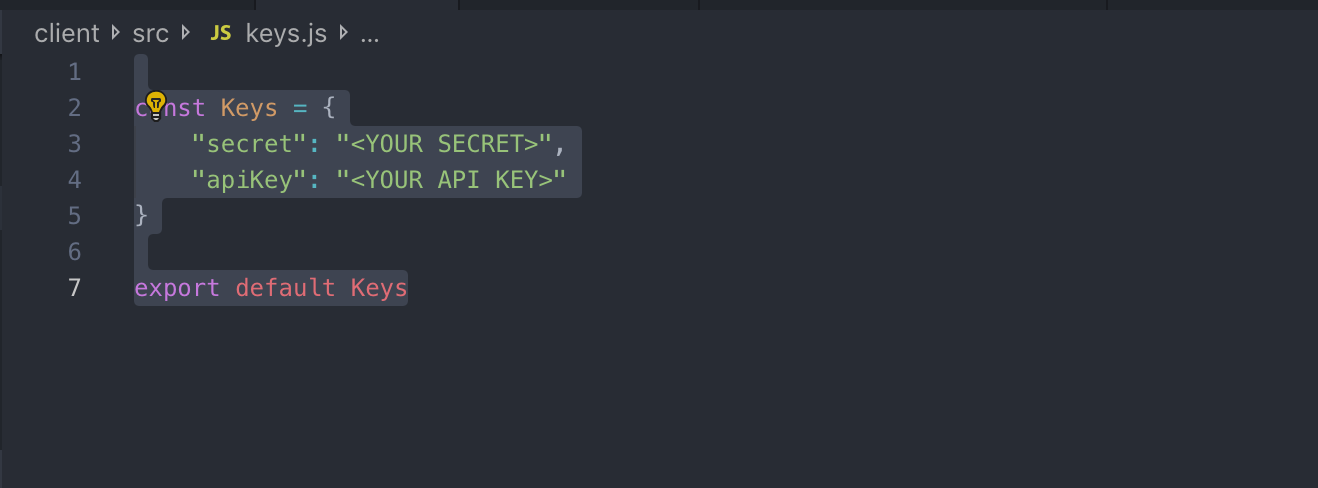 client src JS keys.js ...
1
2 const Keys = {
3 "secret": "<YOUR SECRET>",
4 "apiKey": "<YOUR API KEY>"
5 }
6
7 export default Keys